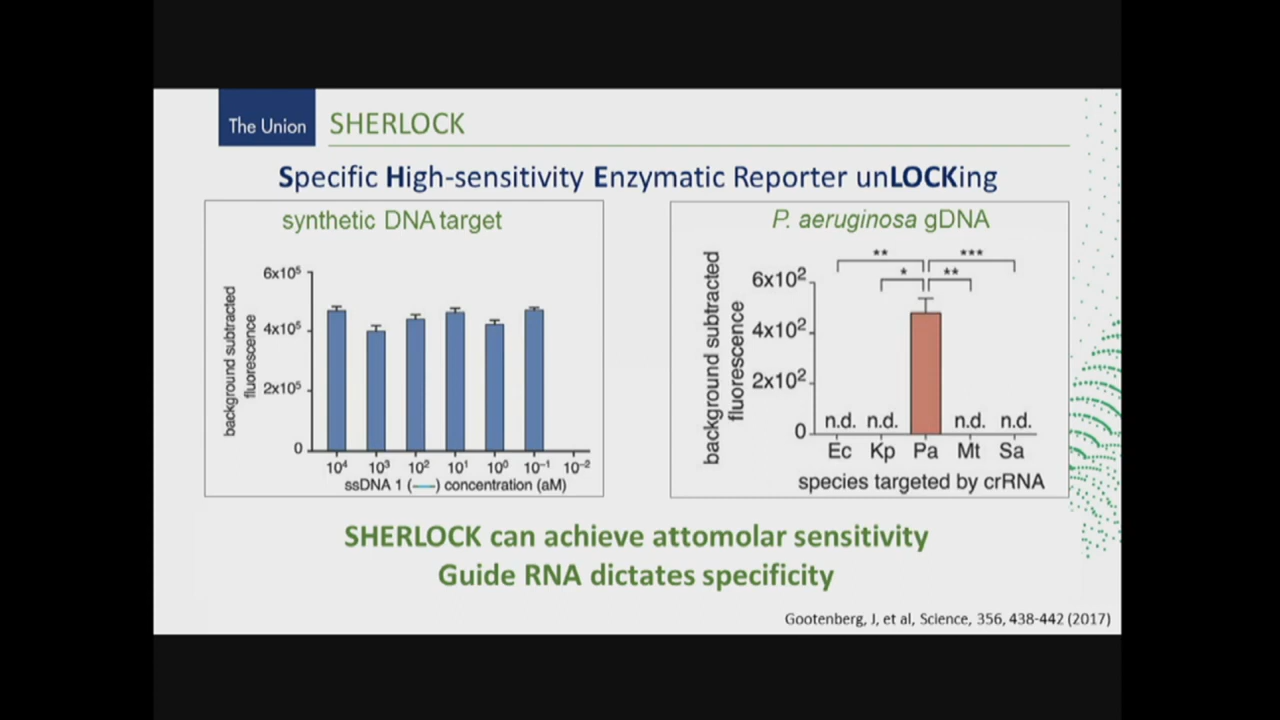 The Union
SHERLOCK
Specific High-sensitivity Enzymatic Reporter unLOCKing
synthetic DNA target
background subtracted
fluorescence
6x10⁵
4x10⁵
2x10⁵
0
10⁴ 10³ 10² 10¹ 10⁰ 10⁻¹ 10⁻²
ssDNA 1 (—) concentration (aM)
P. aeruginosa gDNA
background subtracted
fluorescence
** ***
* **
6x10²
4x10²
2x10²
0
n.d. n.d. n.d. n.d.
Ec Kp Pa Mt Sa
species targeted by crRNA
SHERLOCK can achieve attomolar sensitivity
Guide RNA dictates specificity
Gootenberg, J, et al, Science, 356, 438-442 (2017)